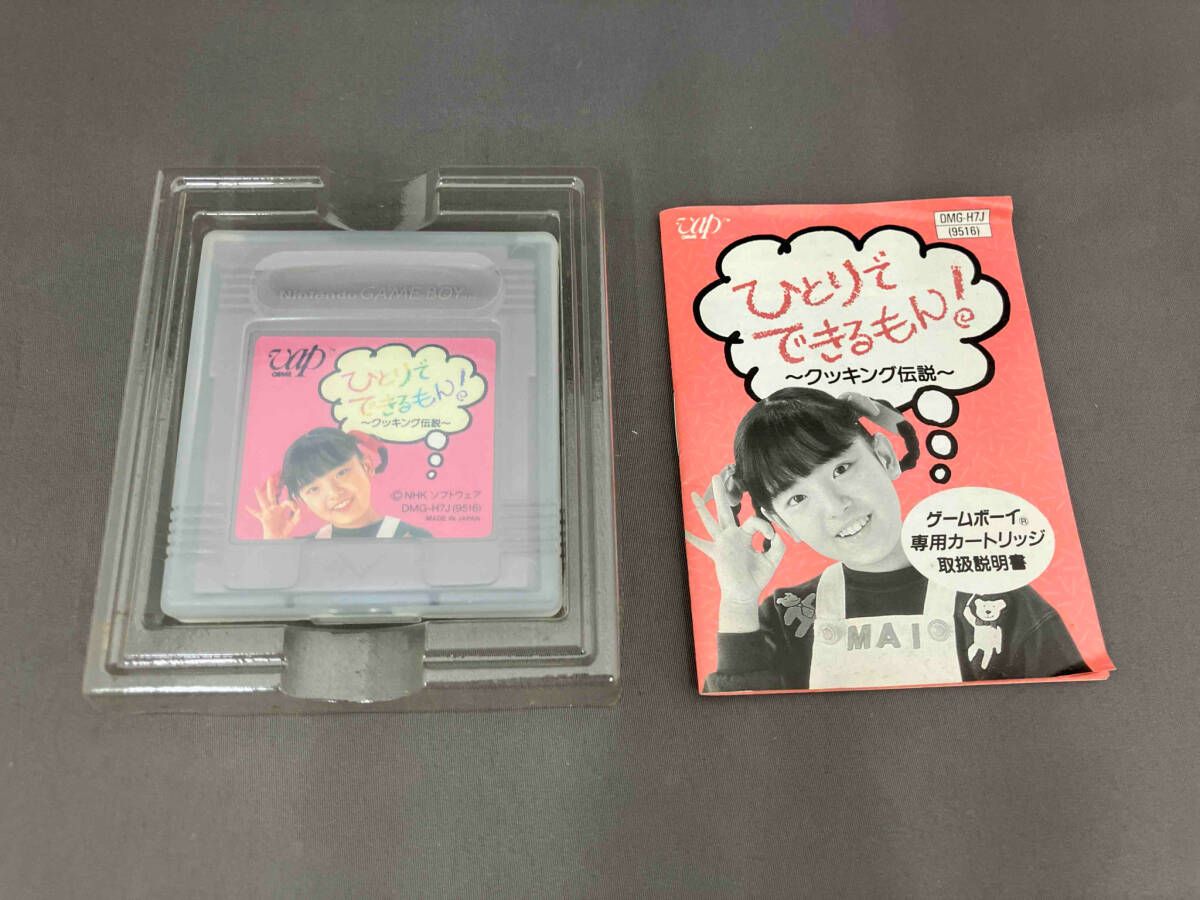 Nintendo GAME BOY
vap™
ひとりで
できるもん!
~クッキング伝説~
©NHK ソフトウェア
DMG-H7J(9516)
MADE IN JAPAN
vap™
DMG-H7J
(9516)
ひとりで
できるもん!
~クッキング伝説~
ゲームボーイ®
専用カートリッジ
取扱説明書
MAI